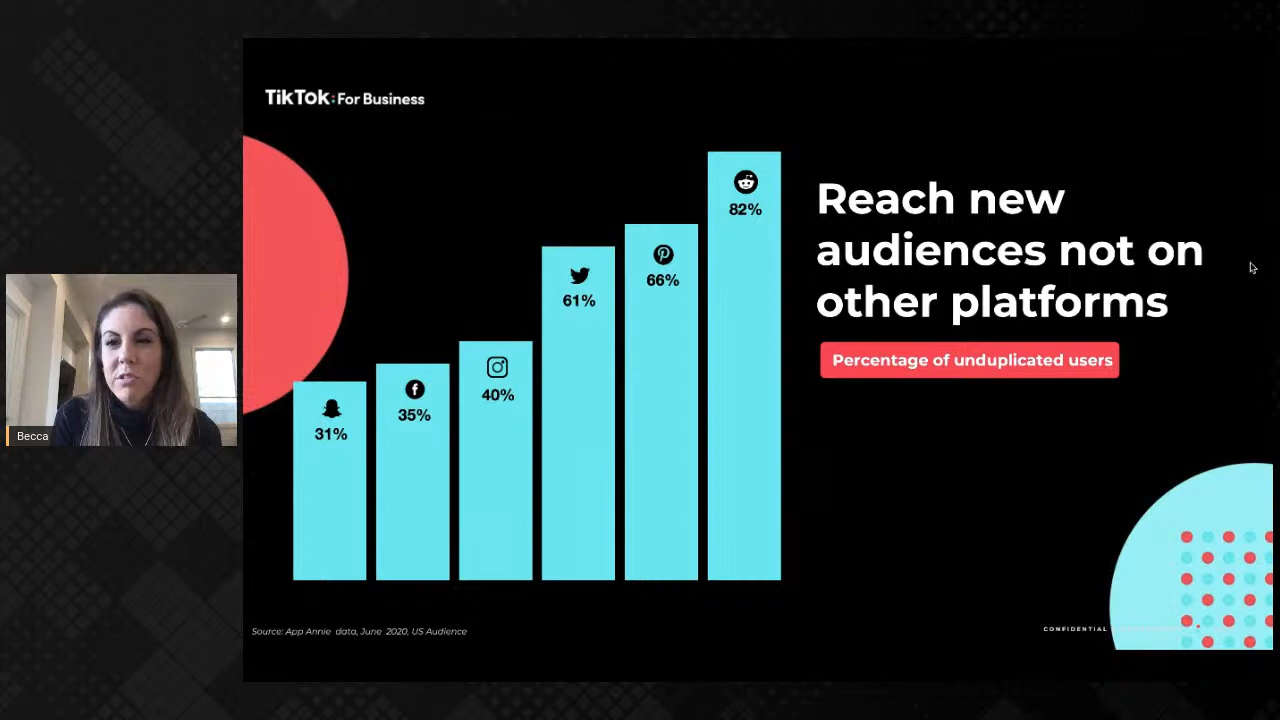 TikTok: For Business
82%
66%
61%
40%
35%
31%
Reach new
audiences not on
other platforms
Percentage of unduplicated users
Becca
Source: App Annie data, June 2020, US Audience
CONFIDENTIAL